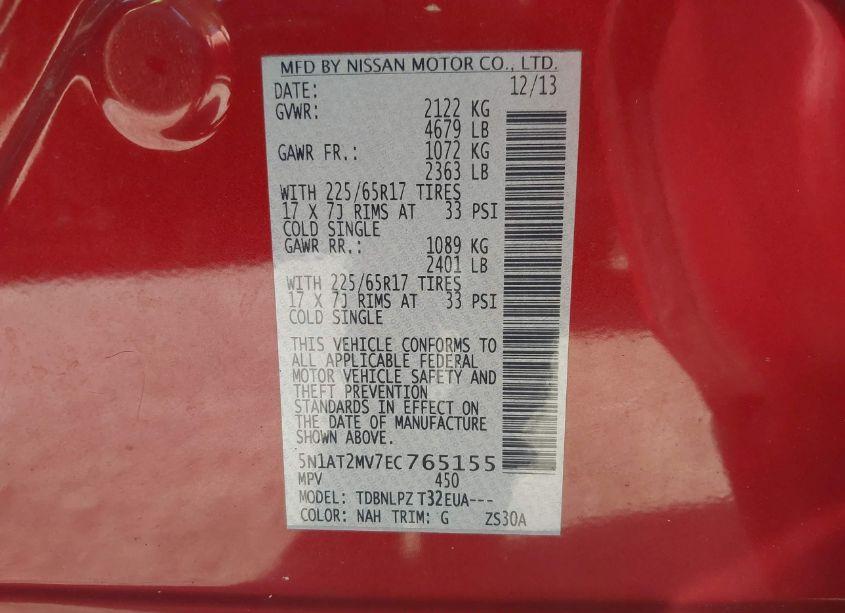 MFD BY NISSAN MOTOR CO., LTD.
DATE: 12/13
GVWR: 2122 KG
4679 LB
GAWR FR.: 1072 KG
2363 LB
WITH 225/65R17 TIRES
17 X 7J RIMS AT 33 PSI
COLD SINGLE
GAWR RR.: 1089 KG
2401 LB
WITH 225/65R17 TIRES
17 X 7J RIMS AT 33 PSI
COLD SINGLE
THIS VEHICLE CONFORMS TO
ALL APPLICABLE FEDERAL
MOTOR VEHICLE SAFETY AND
THEFT PREVENTION
STANDARDS IN EFFECT ON
THE DATE OF MANUFACTURE
SHOWN ABOVE.
5N1AT2MV7EC765155
MPV 450
MODEL: TDBNLPZ T32EUA---
COLOR: NAH TRIM: G ZS30A